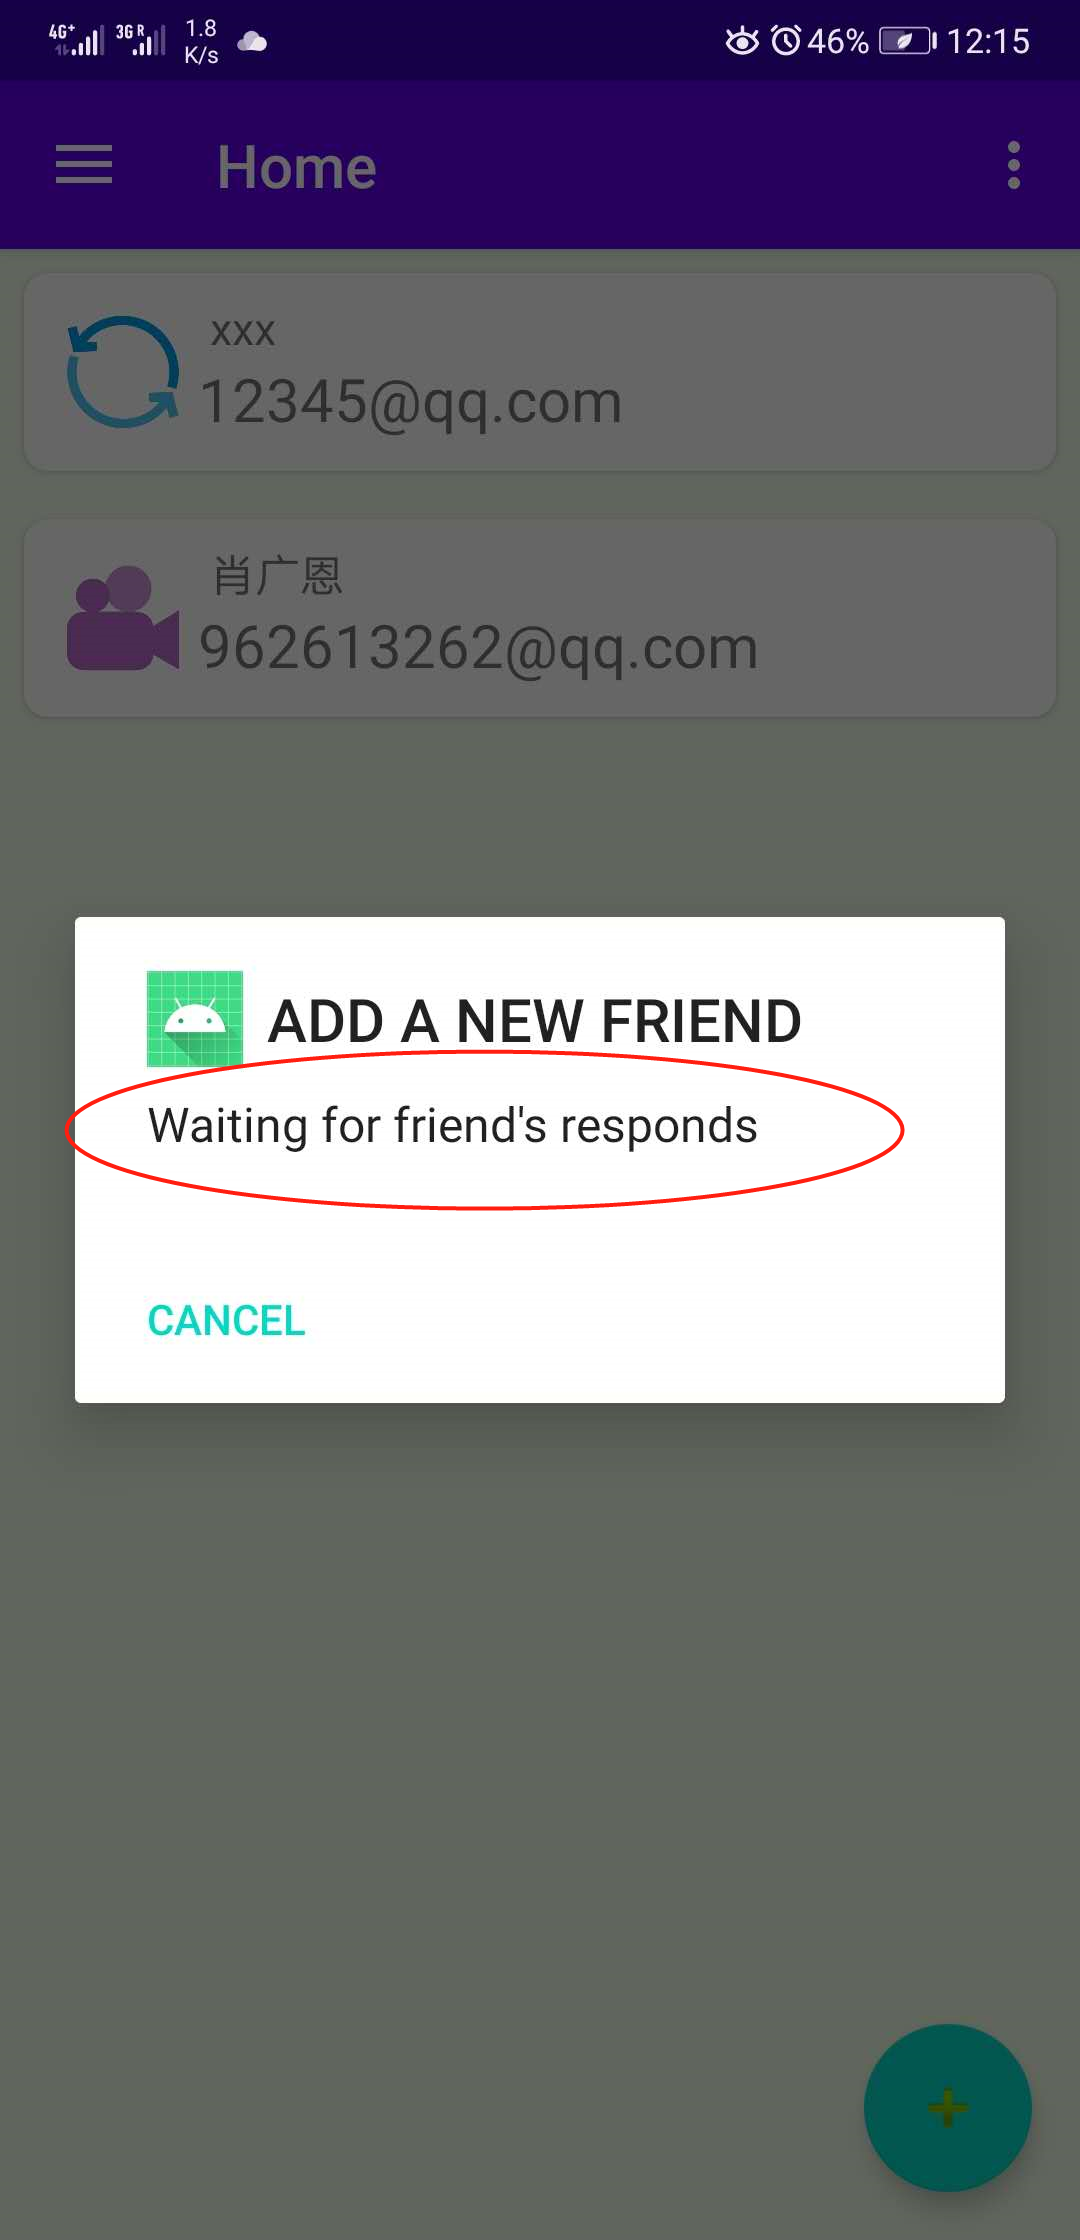 4G+ 3G R 1.8 K/s 46% 12:15
Home
xxx
12345@qq.com
肖广恩
962613262@qq.com
ADD A NEW FRIEND
Waiting for friend's responds
CANCEL